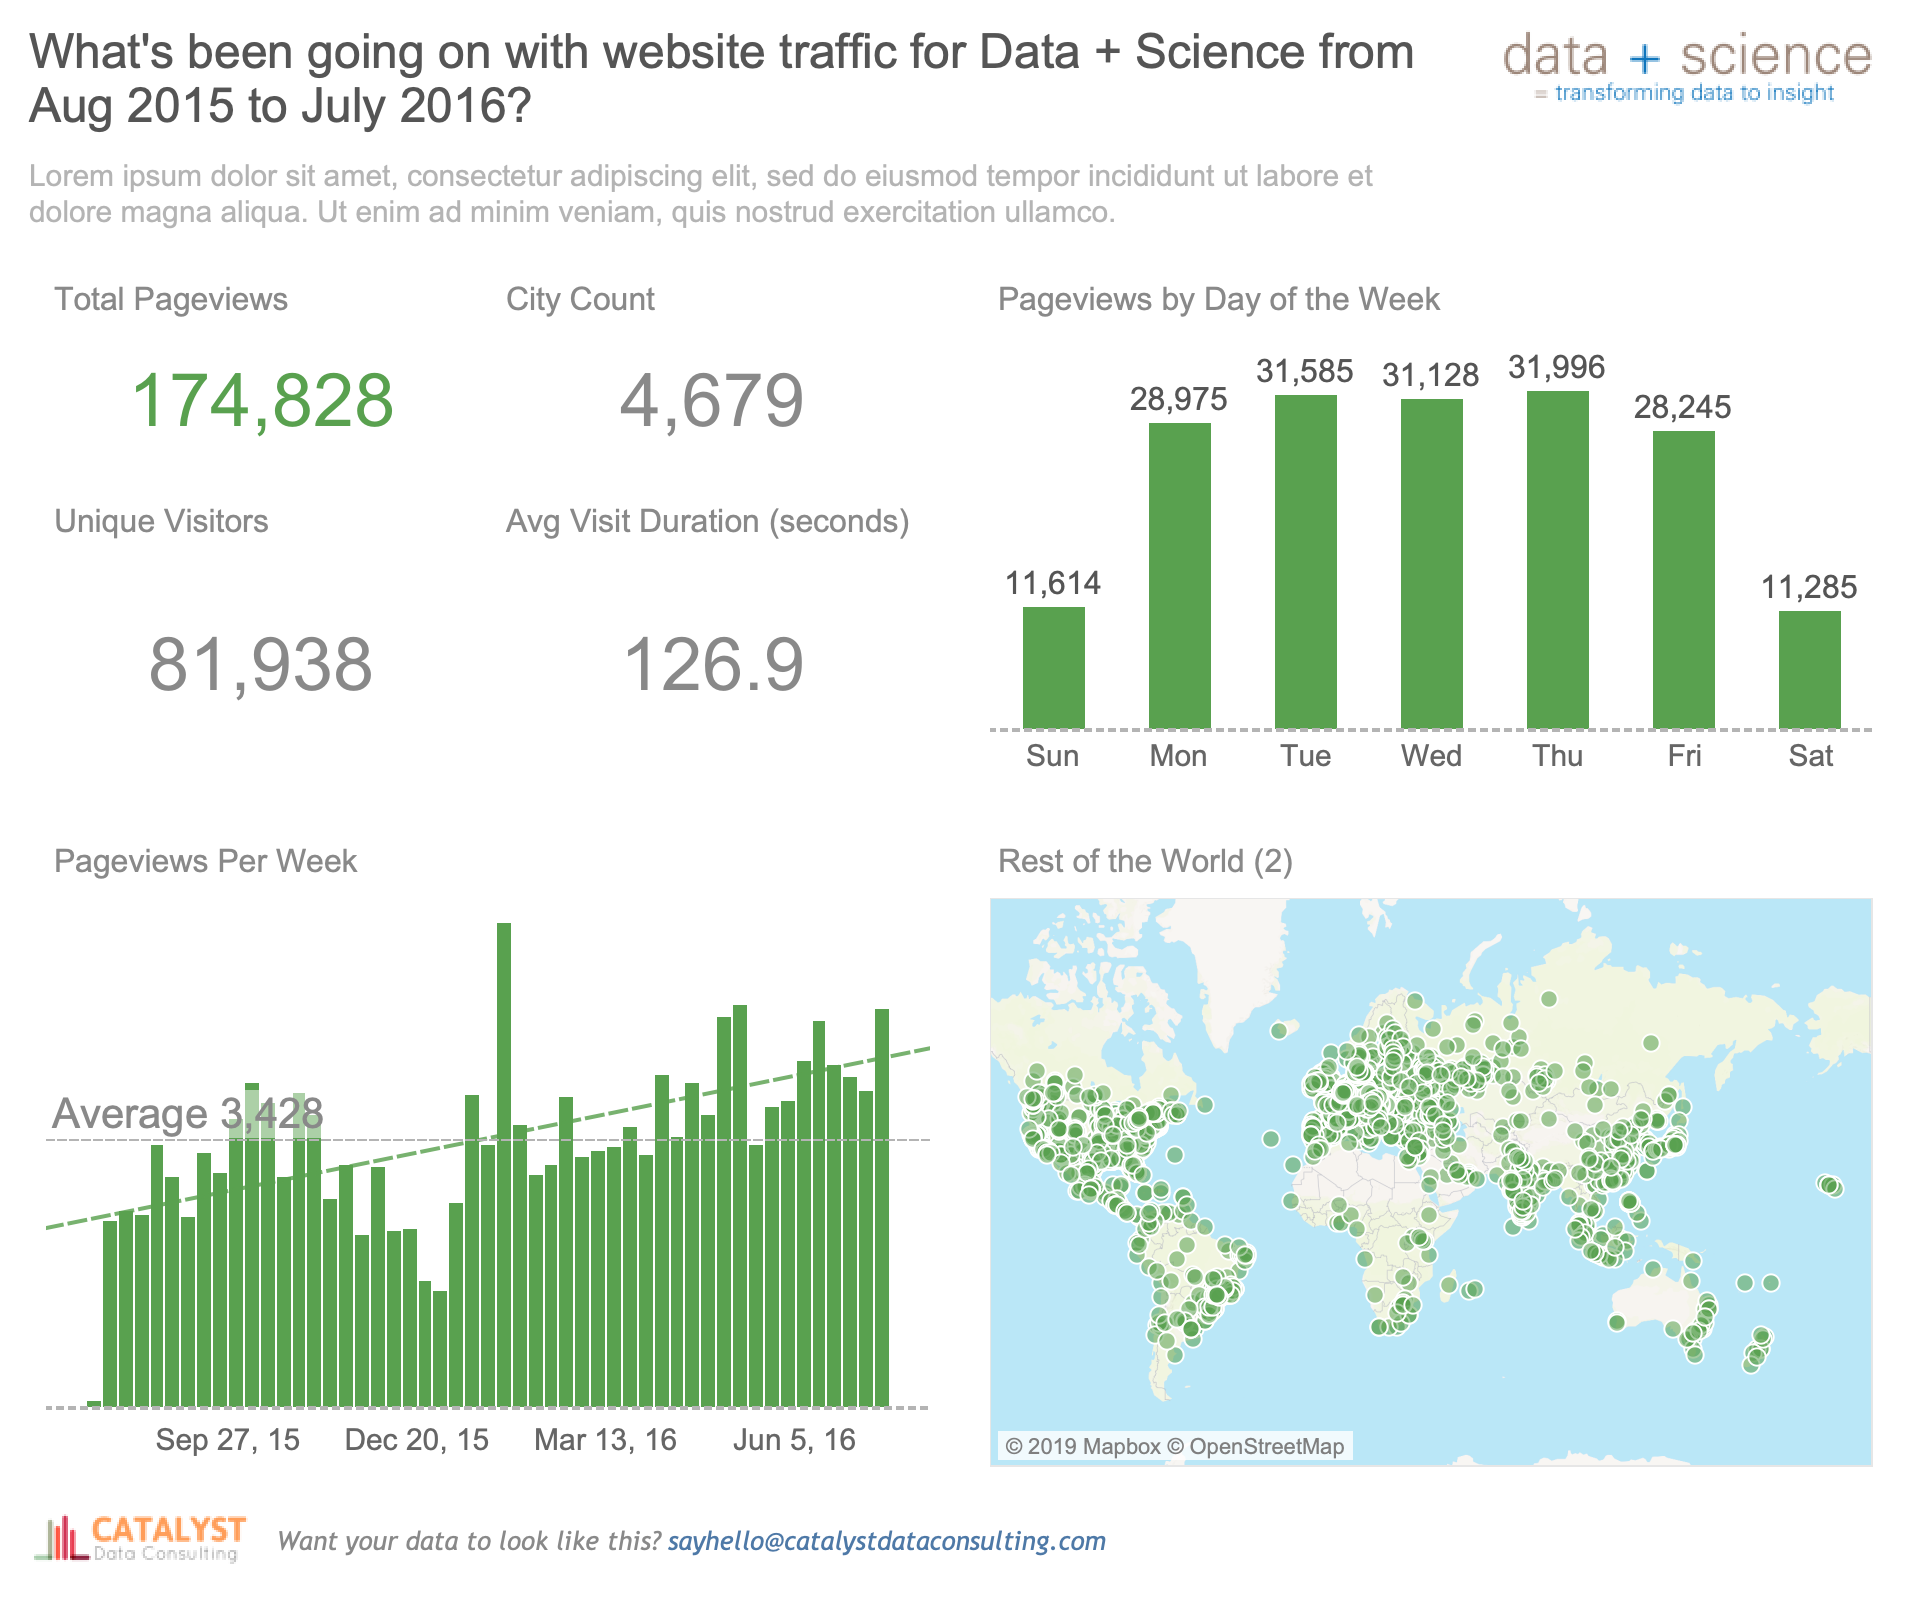 What's been going on with website traffic for Data + Science from
Aug 2015 to July 2016?
data + science
= transforming data to insight
Lorem ipsum dolor sit amet, consectetur adipiscing elit, sed do eiusmod tempor incididunt ut labore et
dolore magna aliqua. Ut enim ad minim veniam, quis nostrud exercitation ullamco.
Total Pageviews
174,828
City Count
4,679
Unique Visitors
81,938
Avg Visit Duration (seconds)
126.9
Pageviews by Day of the Week
11,614 28,975 31,585 31,128 31,996 28,245 11,285
Sun Mon Tue Wed Thu Fri Sat
Pageviews Per Week
Average 3,428
Sep 27, 15 Dec 20, 15 Mar 13, 16 Jun 5, 16
Rest of the World (2)
© 2019 Mapbox © OpenStreetMap
CATALYST
Data Consulting
Want your data to look like this? sayhello@catalystdataconsulting.com